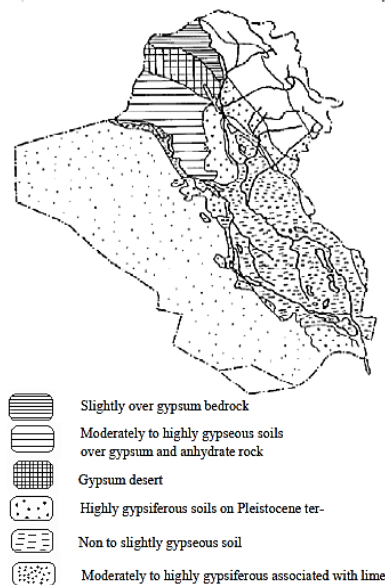 Slightly over gypsum bedrock
Moderately to highly gypseous soils
over gypsum and anhydrate rock
Gypsum desert
Highly gypsiferous soils on Pleistocene ter-
Non to slightly gypseous soil
Moderately to highly gypsiferous associated with lime